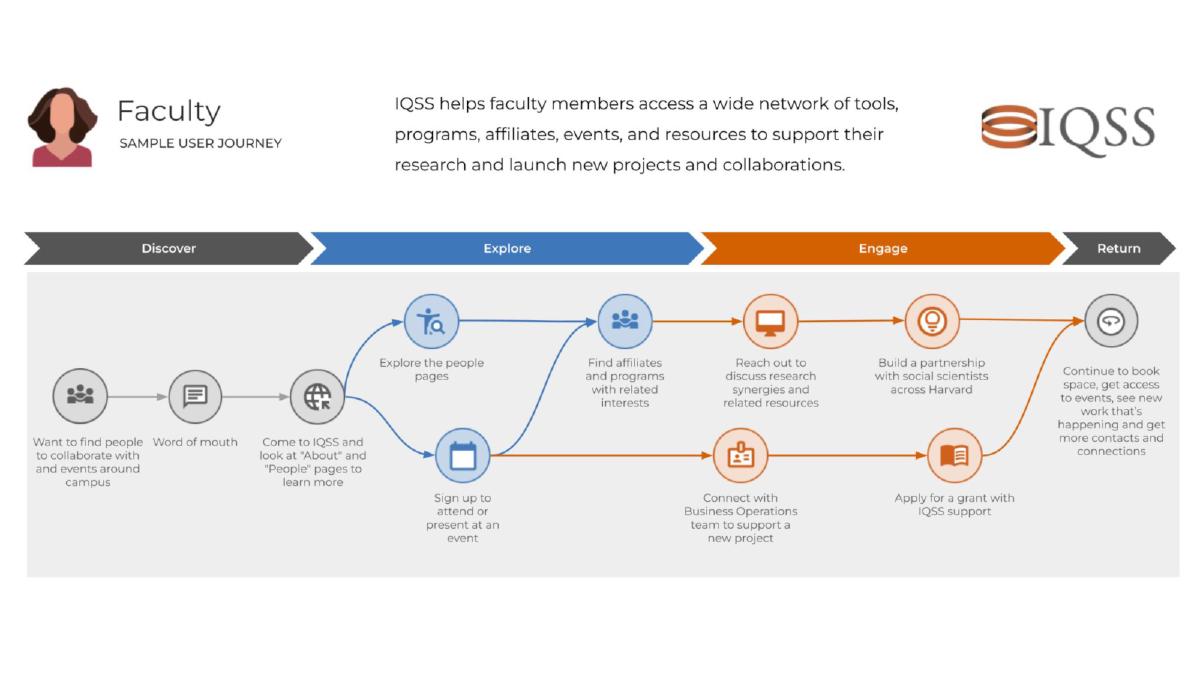 Faculty
SAMPLE USER JOURNEY
IQSS helps faculty members access a wide network of tools,
programs, affiliates, events, and resources to support their
research and launch new projects and collaborations.
IQSS
Discover
Explore
Engage
Return
Want to find people
to collaborate with
and events around
campus
Word of mouth
Come to IQSS and
look at "About" and
"People" pages to
learn more
Explore the people
pages
Sign up to
attend or
present at an
event
Find affiliates
and programs
with related
interests
Reach out to
discuss research
synergies and
related resources
Connect with
Business Operations
team to support a
new project
Build a partnership
with social scientists
across Harvard
Apply for a grant with
IQSS support
Continue to book
space, get access
to events, see new
work that's
happening and get
more contacts and
connections